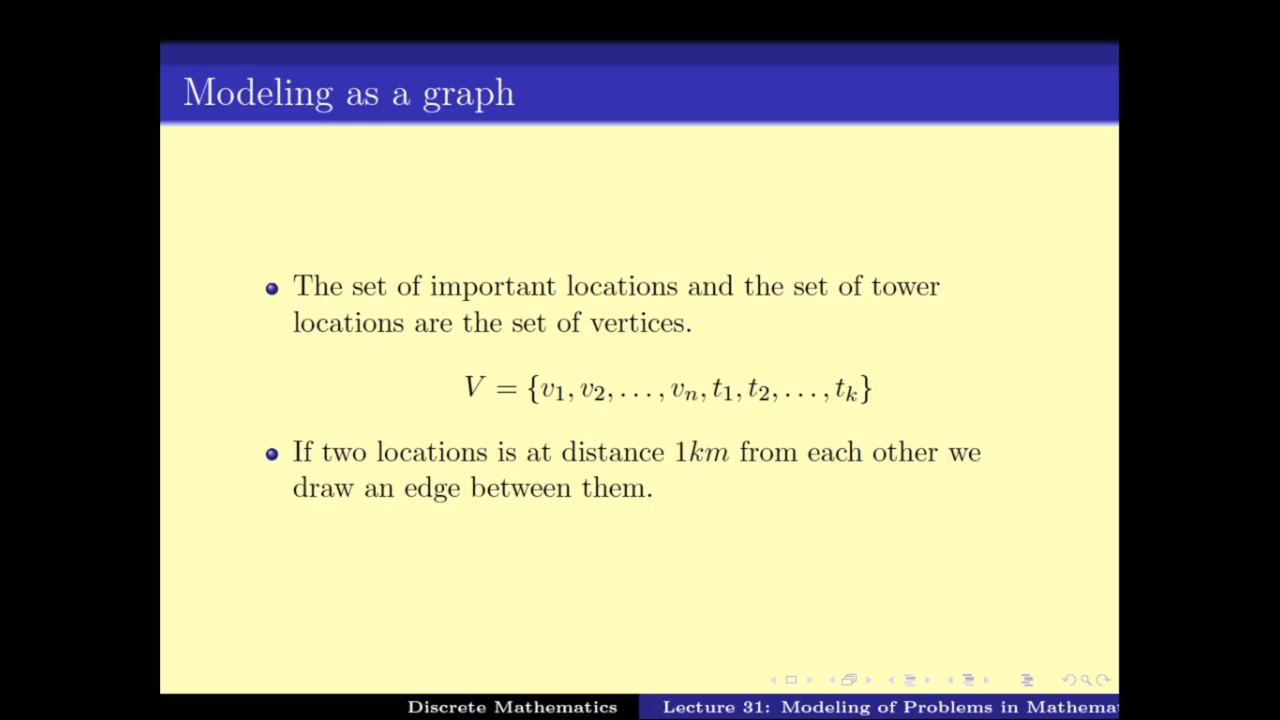 Modeling as a graph
The set of important locations and the set of tower
locations are the set of vertices.
V = {v₁, v₂, . . . , vₙ, t₁, t₂, . . . , tₖ}
If two locations is at distance 1km from each other we
draw an edge between them.
Discrete Mathematics
Lecture 31: Modeling of Problems in Mathema